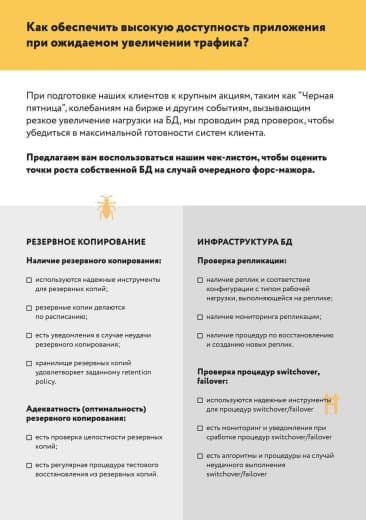 Как обеспечить высокую доступность приложения
при ожидаемом увеличении трафика?
При подготовке наших клиентов к крупным акциям, таким как "Черная
пятница", колебаниям на бирже и другим событиям, вызывающим
резкое увеличение нагрузки на БД, мы проводим ряд проверок, чтобы
убедиться в максимальной готовности систем клиента.
Предлагаем вам воспользоваться нашим чек-листом, чтобы оценить
точки роста собственной БД на случай очередного форс-мажора.
РЕЗЕРВНОЕ КОПИРОВАНИЕ
Наличие резервного копирования:
используются надежные инструменты
для резервных копий;
резервные копии делаются
по расписанию;
есть уведомления в случае неудачи
резервного копирования;
хранилище резервных копий
удовлетворяет заданному retention
policy.
Адекватность (оптимальность)
резервного копирования:
есть проверка целостности резервных
копий;
есть регулярная процедура тестового
восстановления из резервных копий.
ИНФРАСТРУКТУРА БД
Проверка репликации:
наличие реплик и соответствие
конфигурации с типом рабочей
нагрузки, выполняющейся на реплике;
наличие мониторинга репликации;
наличие процедур по восстановлению
и созданию новых реплик.
Проверка процедур switchover,
failover:
используются надежные инструменты
для процедур switchover/failover
есть мониторинг и уведомления при
сработке процедур switchover/failover
есть алгоритмы и процедуры на случай
неудачного выполнения
switchover/failover